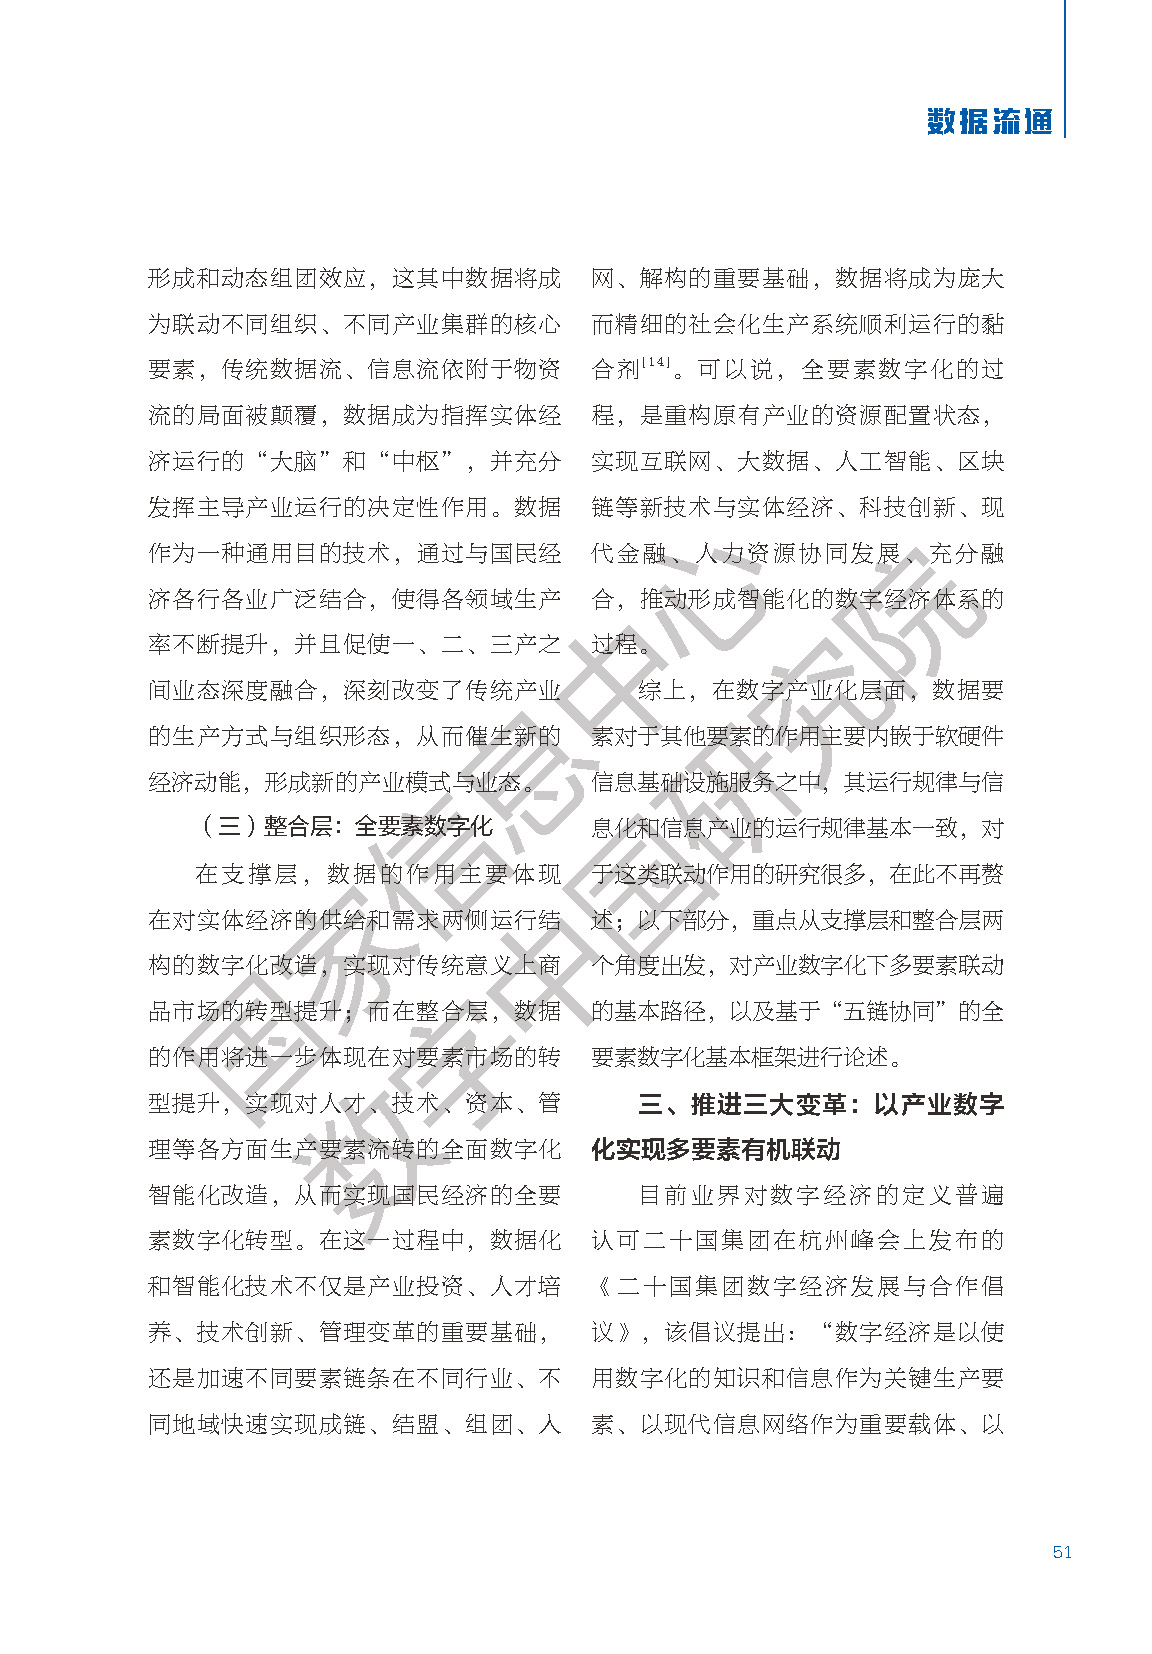 数据流通
形成和动态组团效应，这其中数据将成
为联动不同组织、不同产业集群的核心
要素，传统数据流、信息流依附于物资
流的局面被颠覆，数据成为指挥实体经
济运行的“大脑”和“中枢”，并充分
发挥主导产业运行的决定性作用。数据
作为一种通用目的技术，通过与国民经
济各行各业广泛结合，使得各领域生产
率不断提升，并且促使一、二、三产之
间业态深度融合，深刻改变了传统产业
的生产方式与组织形态，从而催生新的
经济动能，形成新的产业模式与业态。
（三）整合层：全要素数字化
在支撑层，数据的作用主要体现
在对实体经济的供给和需求两侧运行结
构的数字化改造，实现对传统意义上商
品市场的转型提升；而在整合层，数据
的作用将进一步体现在对要素市场的转
型提升，实现对人才、技术、资本、管
理等各方面生产要素流转的全面数字化
智能化改造，从而实现国民经济的全要
素数字化转型。在这一过程中，数据化
和智能化技术不仅是产业投资、人才培
养、技术创新、管理变革的重要基础，
还是加速不同要素链条在不同行业、不
同地域快速实现成链、结盟、组团、入
网、解构的重要基础，数据将成为庞大
而精细的社会化生产系统顺利运行的黏
合剂[14]。可以说，全要素数字化的过
程，是重构原有产业的资源配置状态，
实现互联网、大数据、人工智能、区块
链等新技术与实体经济、科技创新、现
代金融、人力资源协同发展、充分融
合，推动形成智能化的数字经济体系的
过程。
综上，在数字产业化层面，数据要
素对于其他要素的作用主要内嵌于软硬件
信息基础设施服务之中，其运行规律与信
息化和信息产业的运行规律基本一致，对
于这类联动作用的研究很多，在此不再赘
述；以下部分，重点从支撑层和整合层两
个角度出发，对产业数字化下多要素联动
的基本路径，以及基于“五链协同”的全
要素数字化基本框架进行论述。
三、推进三大变革：以产业数字
化实现多要素有机联动
目前业界对数字经济的定义普遍
认可二十国集团在杭州峰会上发布的
《二十国集团数字经济发展与合作倡
议》，该倡议提出：“数字经济是以使
用数字化的知识和信息作为关键生产要
素、以现代信息网络作为重要载体、以
国家信息中心
数字中国研究院
51